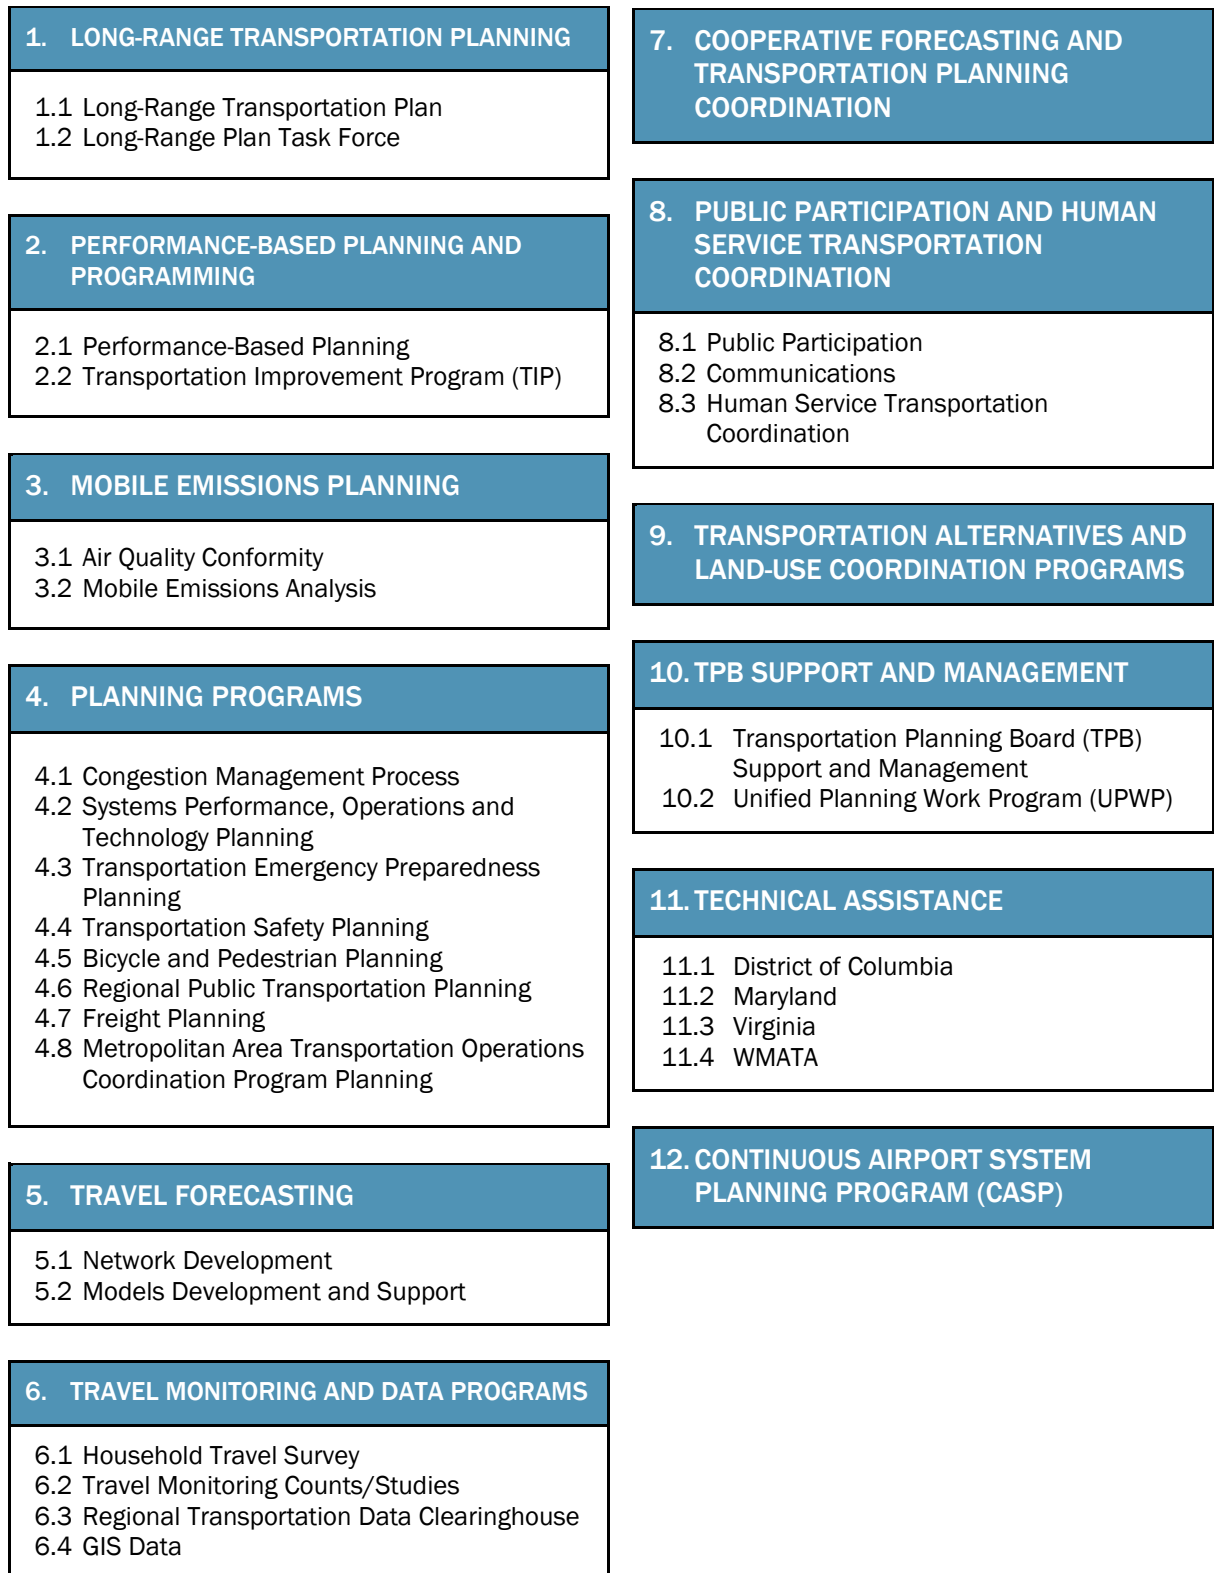 1. LONG-RANGE TRANSPORTATION PLANNING
1.1 Long-Range Transportation Plan
1.2 Long-Range Plan Task Force
2. PERFORMANCE-BASED PLANNING AND
PROGRAMMING
2.1 Performance-Based Planning
2.2 Transportation Improvement Program (TIP)
3. MOBILE EMISSIONS PLANNING
3.1 Air Quality Conformity
3.2 Mobile Emissions Analysis
4. PLANNING PROGRAMS
4.1 Congestion Management Process
4.2 Systems Performance, Operations and
Technology Planning
4.3 Transportation Emergency Preparedness
Planning
4.4 Transportation Safety Planning
4.5 Bicycle and Pedestrian Planning
4.6 Regional Public Transportation Planning
4.7 Freight Planning
4.8 Metropolitan Area Transportation Operations
Coordination Program Planning
5. TRAVEL FORECASTING
5.1 Network Development
5.2 Models Development and Support
6. TRAVEL MONITORING AND DATA PROGRAMS
6.1 Household Travel Survey
6.2 Travel Monitoring Counts/Studies
6.3 Regional Transportation Data Clearinghouse
6.4 GIS Data
7. COOPERATIVE FORECASTING AND
TRANSPORTATION PLANNING
COORDINATION
8. PUBLIC PARTICIPATION AND HUMAN
SERVICE TRANSPORTATION
COORDINATION
8.1 Public Participation
8.2 Communications
8.3 Human Service Transportation
Coordination
9. TRANSPORTATION ALTERNATIVES AND
LAND-USE COORDINATION PROGRAMS
10. TPB SUPPORT AND MANAGEMENT
10.1 Transportation Planning Board (TPB)
Support and Management
10.2 Unified Planning Work Program (UPWP)
11. TECHNICAL ASSISTANCE
11.1 District of Columbia
11.2 Maryland
11.3 Virginia
11.4 WMATA
12. CONTINUOUS AIRPORT SYSTEM
PLANNING PROGRAM (CASP)